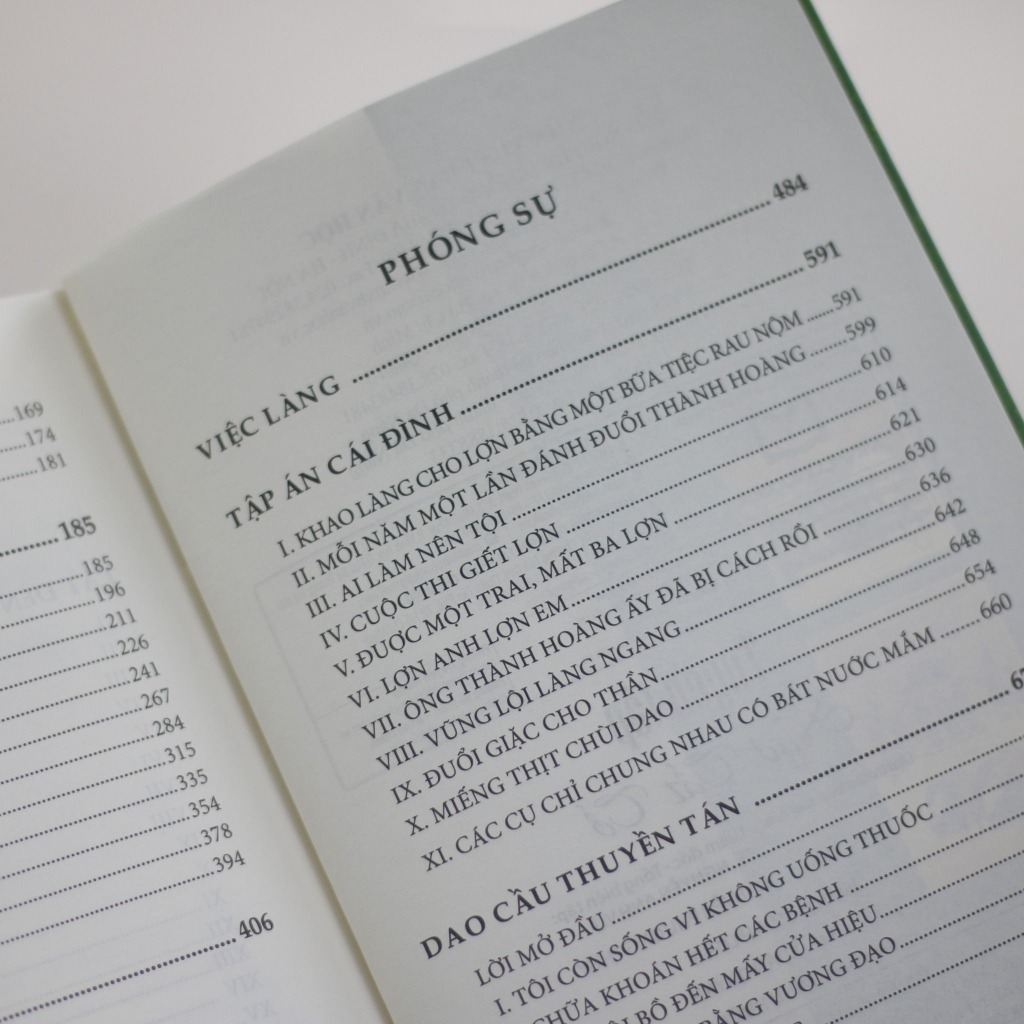 169
174
181
185
185
196
211
226
241
267
284
315
335
354
378
394
406
PHÓNG SỰ
VIỆC LÀNG 484
TẬP ÁN CÁI ĐÌNH 591
I. KHAO LÀNG CHO LỢN BẰNG MỘT BỮA TIỆC RAU NỘM 591
II. MỖI NĂM MỘT LẦN ĐÁNH ĐUỔI THÀNH HOÀNG 599
III. AI LÀM NÊN TỘI 610
IV. CUỘC THI GIẾT LỢN 614
V. ĐƯỢC MỘT TRAI, MẤT BA LỢN 621
VI. LỢN ANH LỢN EM 630
VII. ÔNG THÀNH HOÀNG ẤY ĐÃ BỊ CÁCH RỒI 636
VIII. VỮNG LỘI LÀNG NGANG 642
IX. ĐUỔI GIẶC CHO THẦN 648
X. MIẾNG THỊT CHÙI DAO 654
XI. CÁC CỤ CHỈ CHUNG NHAU CÓ BÁT NƯỚC MẮM 660
DAO CẦU THUYỀN TÁN
LỜI MỞ ĐẦU
I. TÔI CÒN SỐNG VÌ KHÔNG UỐNG THUỐC
CHỮA KHOÁN HẾT CÁC BỆNH
BỒ ĐẾN MẤY CỬA HIỆU
BẰNG VƯƠNG ĐẠO